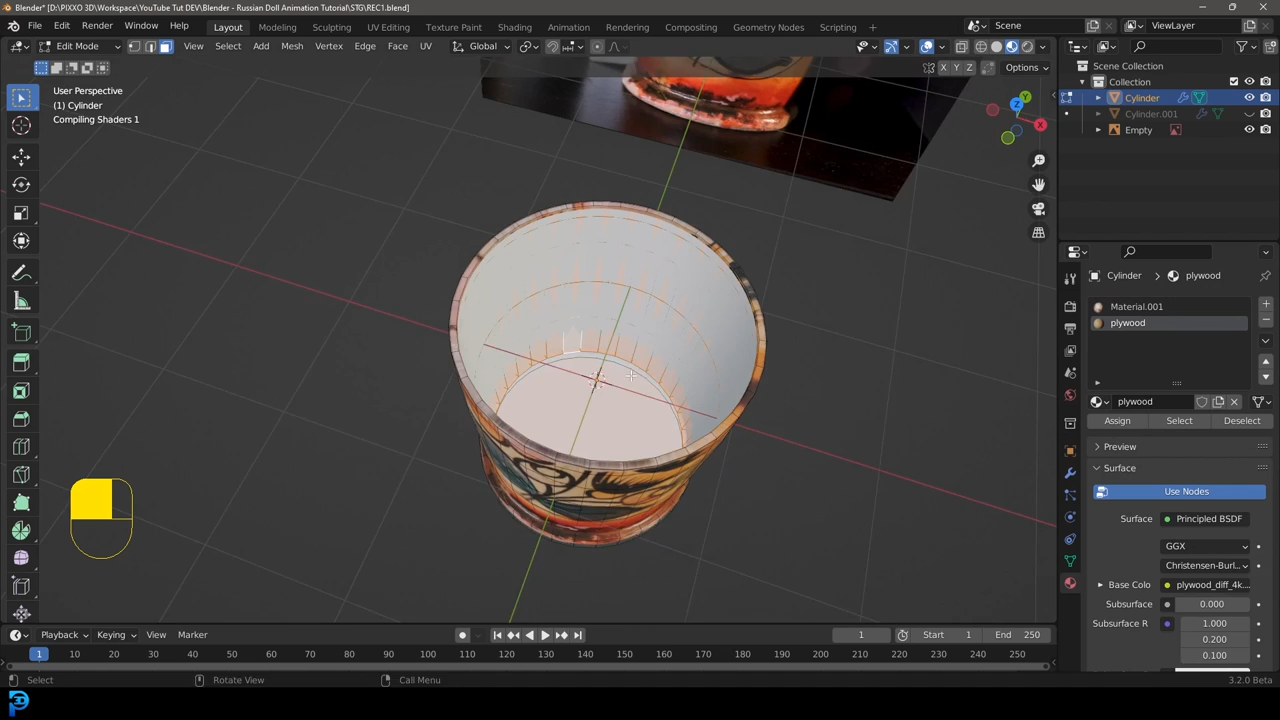 Blender* [D:\PIXXO 3D\Workspace\YouTube Tut DEV\Blender - Russian Doll Animation Tutorial\STG\REC1.blend]
File Edit Render Window Help Layout Modeling Sculpting UV Editing Texture Paint Shading Animation Rendering Compositing Geometry Nodes Scripting Scene ViewLayer
Edit Mode View Select Add Mesh Vertex Edge Face UV Global
X Y Z Options
User Perspective
(1) Cylinder
Compiling Shaders 1
Y
Z
X
Scene Collection
Collection
Cylinder
Cylinder.001
Empty
Cylinder > plywood
Material.001
plywood
plywood
Assign Select Deselect
Preview
Surface
Use Nodes
Surface Principled BSDF
GGX
Christensen-Burl..
Base Colo plywood_diff_4k...
Subsurface 0.000
Subsurface R 1.000
0.200
0.100
Playback Keying View Marker 1 Start 1 End 250
1 10 20 30 40 50 60 70 80 90 100 110 120 130 140 150 160 170 180 190 200 210 220 230 240 250
Select Rotate View Call Menu 3.2.0 Beta